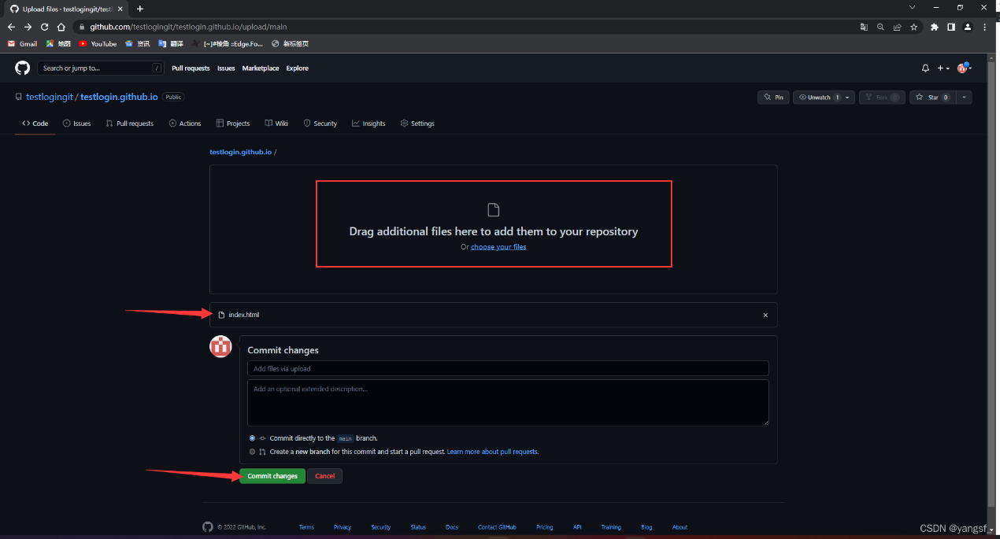 Upload files · testlogingit/test
github.com/testlogingit/testlogin.github.io/upload/main
Gmail 地图 YouTube 资讯 翻译 [~]#棱角 ::Edge.Fo... 新标签页
Search or jump to... / Pull requests Issues Marketplace Explore
testlogingit / testlogin.github.io Public Pin Unwatch 1 Fork 0 Star 0
Code Issues Pull requests Actions Projects Wiki Security Insights Settings
testlogin.github.io /
Drag additional files here to add them to your repository
Or choose your files
index.html
Commit changes
Add files via upload
Add an optional extended description...
Commit directly to the main branch.
Create a new branch for this commit and start a pull request. Learn more about pull requests.
Commit changes Cancel
© 2022 GitHub, Inc. Terms Privacy Security Status Docs Contact GitHub Pricing API Training Blog About
CSDN @yangsf